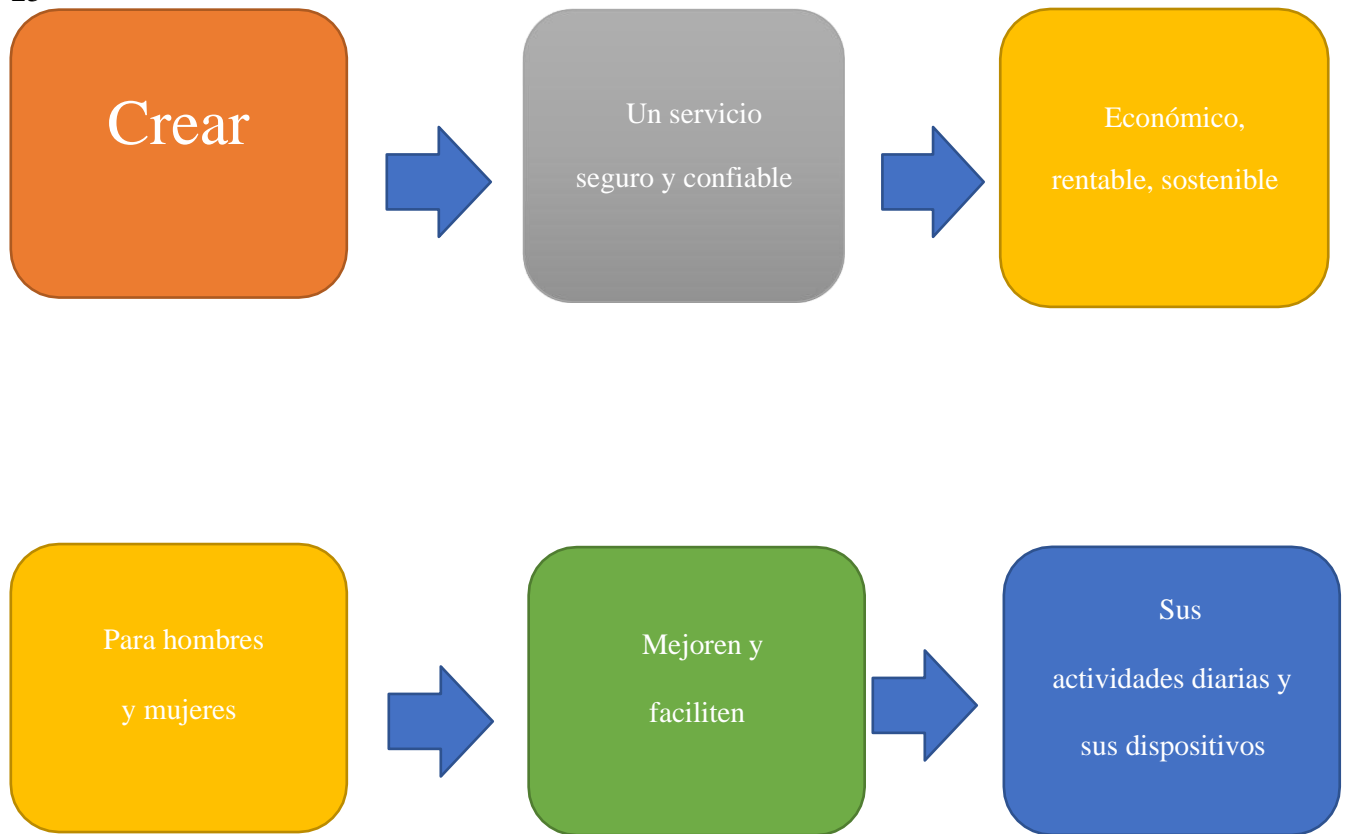 Crear
Un servicio
seguro y confiable
Económico,
rentable, sostenible
Para hombres
y mujeres
Mejoren y
faciliten
Sus
actividades diarias y
sus dispositivos